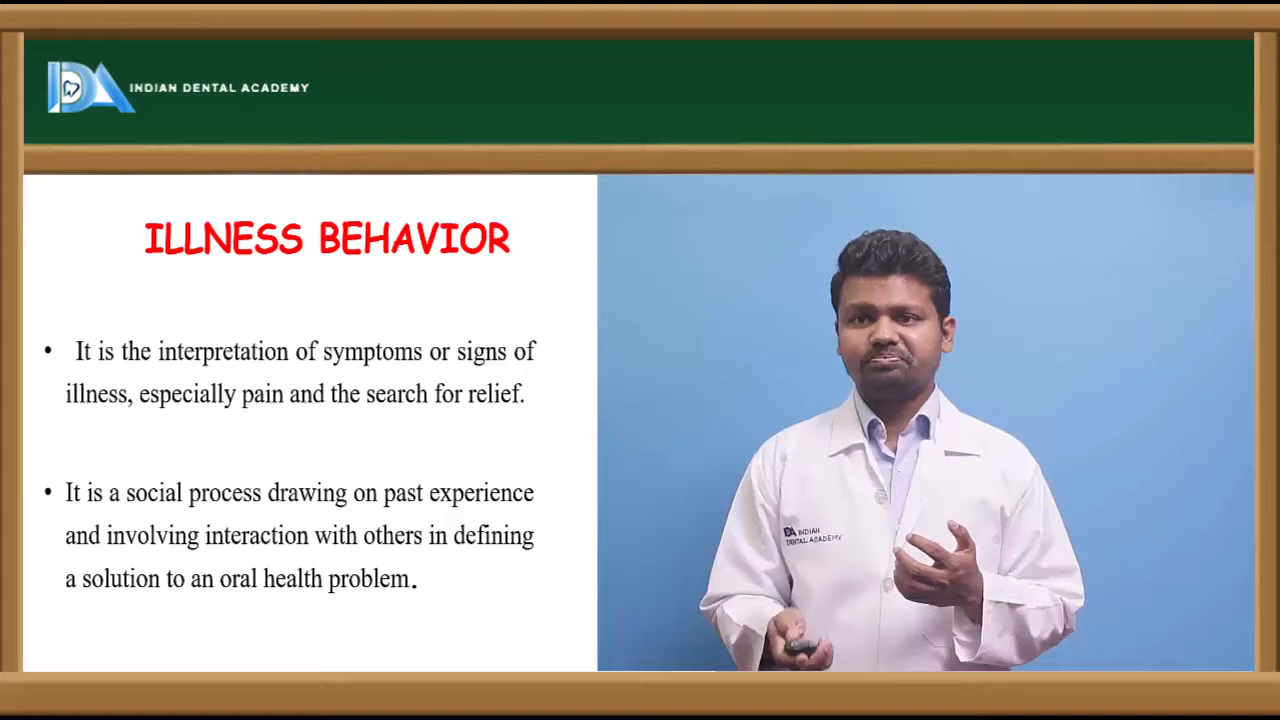 INDIAN DENTAL ACADEMY
ILLNESS BEHAVIOR
• It is the interpretation of symptoms or signs of
illness, especially pain and the search for relief.
• It is a social process drawing on past experience
and involving interaction with others in defining
a solution to an oral health problem.
INDIAN
DENTAL ACADEMY